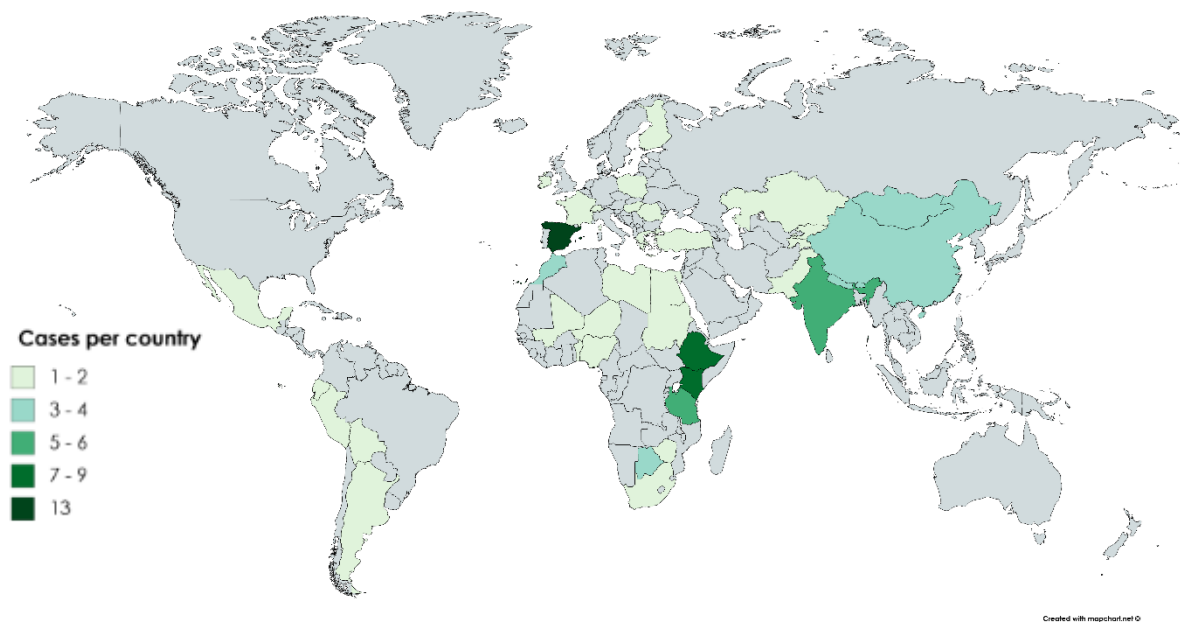 Cases per country
1 - 2
3 - 4
5 - 6
7 - 9
13
Created with mapchart.net ©